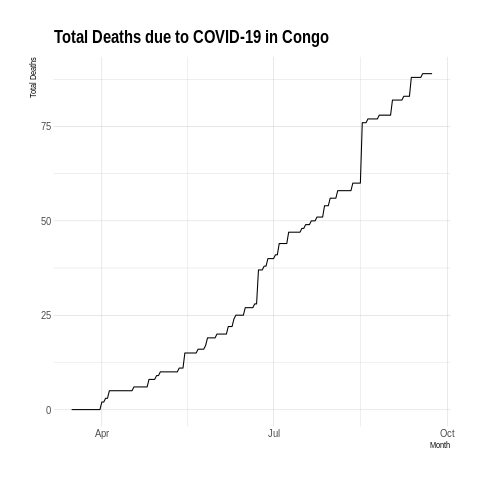 Total Deaths due to COVID-19 in Congo
Total Deaths
75
50
25
0
Apr
Jul
Oct
Month